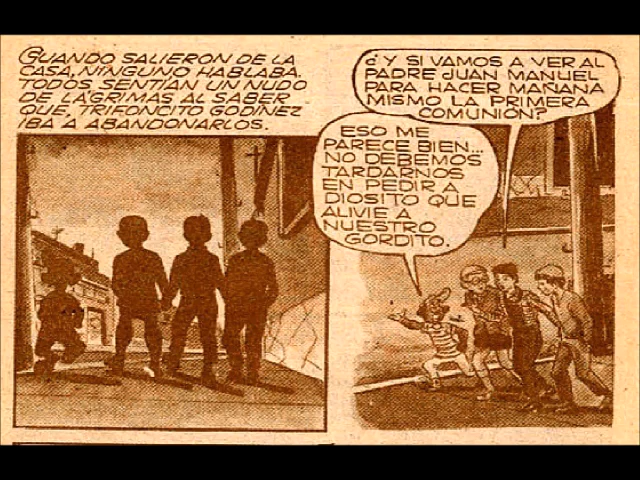 CUANDO SALIERON DE LA
CASA, NINGUNO HABLABA.
TODOS SENTÍAN UN NUDO
DE LÁGRIMAS AL SABER
QUE, TRIFONCITO GODINEZ
IBA A ABANDONARLOS.
¿Y SI VAMOS A VER AL
PADRE JUAN MANUEL
PARA HACER MAÑANA
MISMO LA PRIMERA
COMUNIÓN?
ESO ME
PARECE BIEN...
NO DEBEMOS
TARDARNOS
EN PEDIR A
DIOSITO QUE
ALIVIE A
NUESTRO
GORDITO.